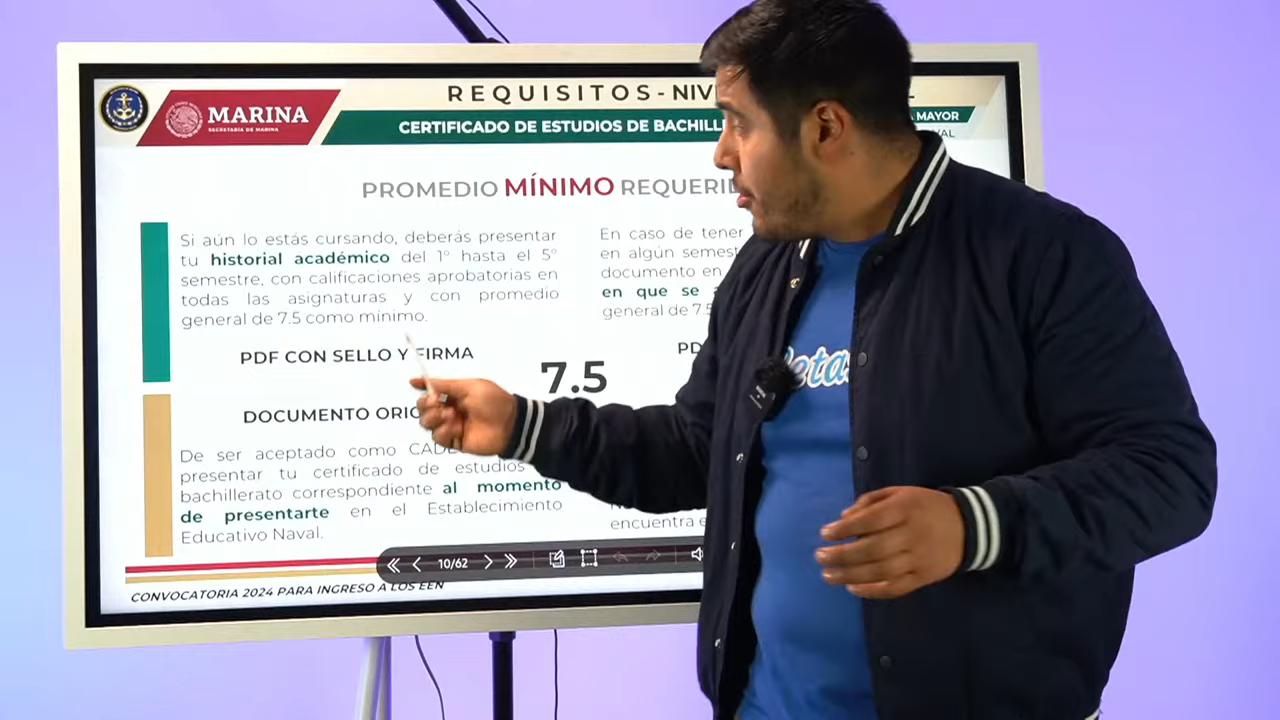 REQUISITOS - NIV
MARINA
SECRETARÍA DE MARINA
CERTIFICADO DE ESTUDIOS DE BACHILL
MAYOR
PROMEDIO MÍNIMO REQUERID
Si aún lo estás cursando, deberás presentar
tu historial académico del 1° hasta el 5°
semestre, con calificaciones aprobatorias en
todas las asignaturas y con promedio
general de 7.5 como mínimo.
PDF CON SELLO Y FIRMA
En caso de tener
en algún semest
documento en
en que se
general de 7.5
PD
7.5
DOCUMENTO ORIG
De ser aceptado como CADE
presentar tu certificado de estudios
bachillerato correspondiente al momento
de presentarte en el Establecimiento
Educativo Naval.
encuentra e
10/62
CONVOCATORIA 2024 PARA INGRESO A LOS EEN